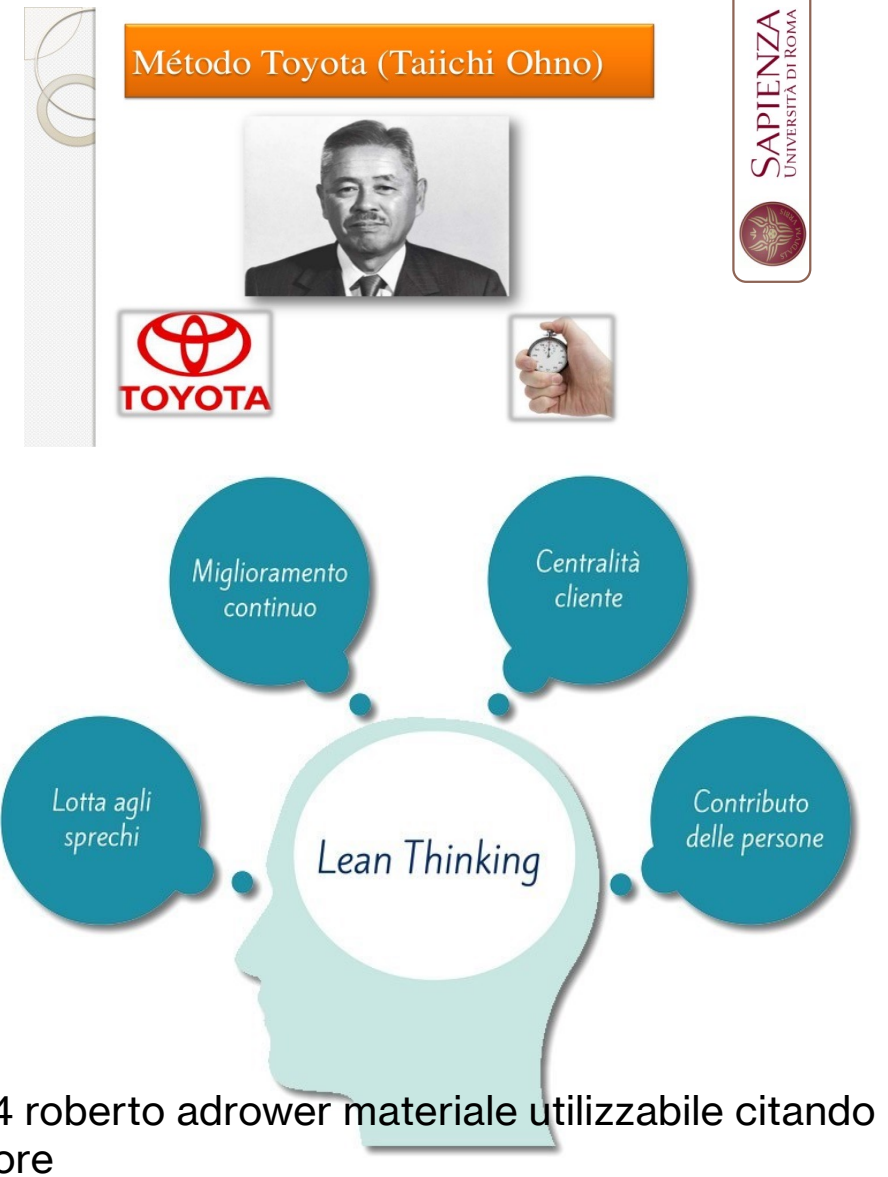 Método Toyota (Taiichi Ohno)
SAPIENZA
UNIVERSITÀ DI ROMA
TOYOTA
Miglioramento
continuo
Centralità
cliente
Lotta agli
sprechi
Contributo
delle persone
Lean Thinking
4 roberto adrower materiale utilizzabile citando
ore